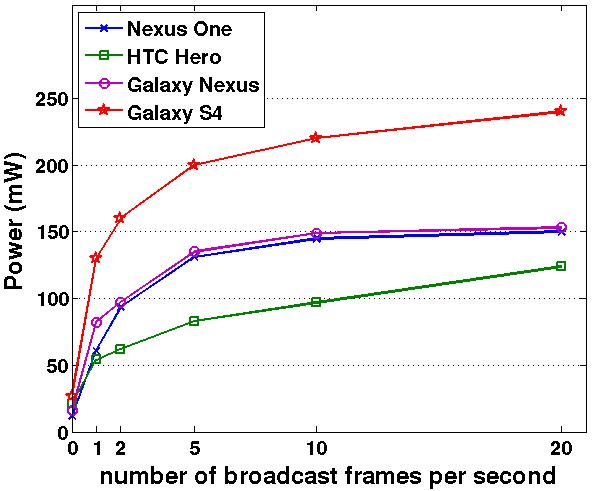 Nexus One
HTC Hero
Galaxy Nexus
Galaxy S4
250
200
150
100
50
0
Power (mW)
0 1 2 5 10 20
number of broadcast frames per second